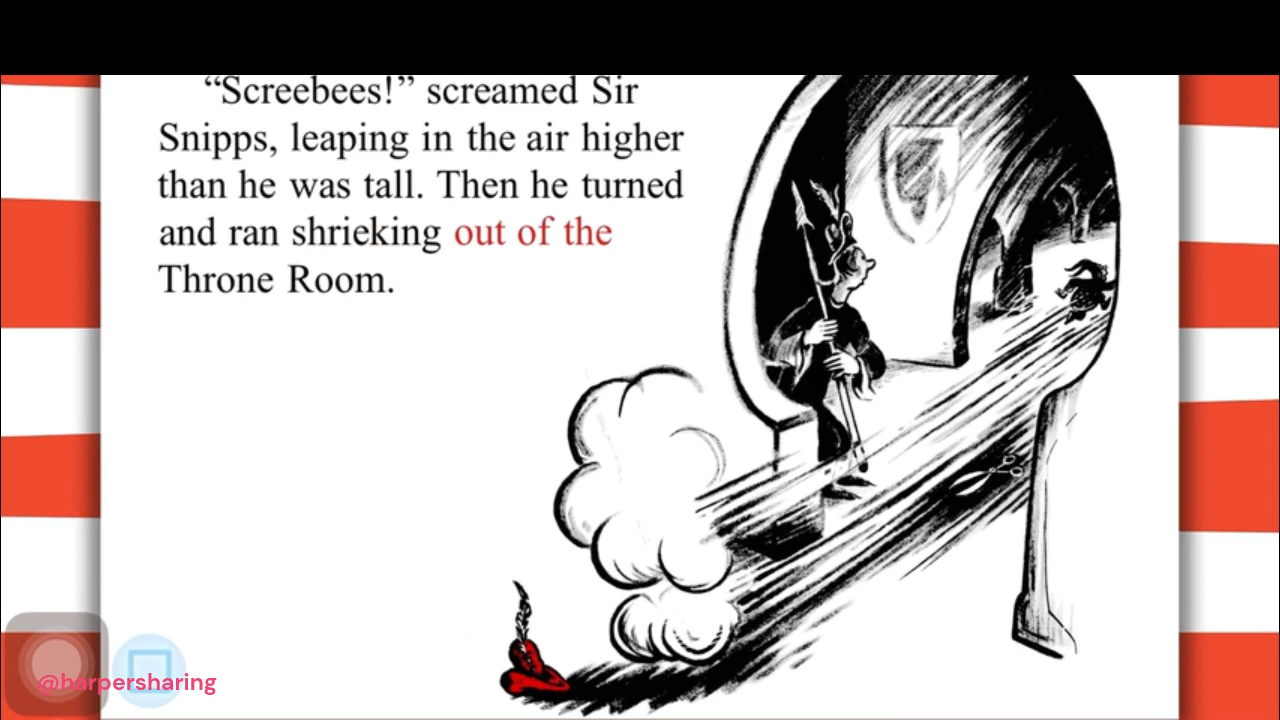 “Screebees!” screamed Sir
Snipps, leaping in the air higher
than he was tall. Then he turned
and ran shrieking out of the
Throne Room.
@harpersharing